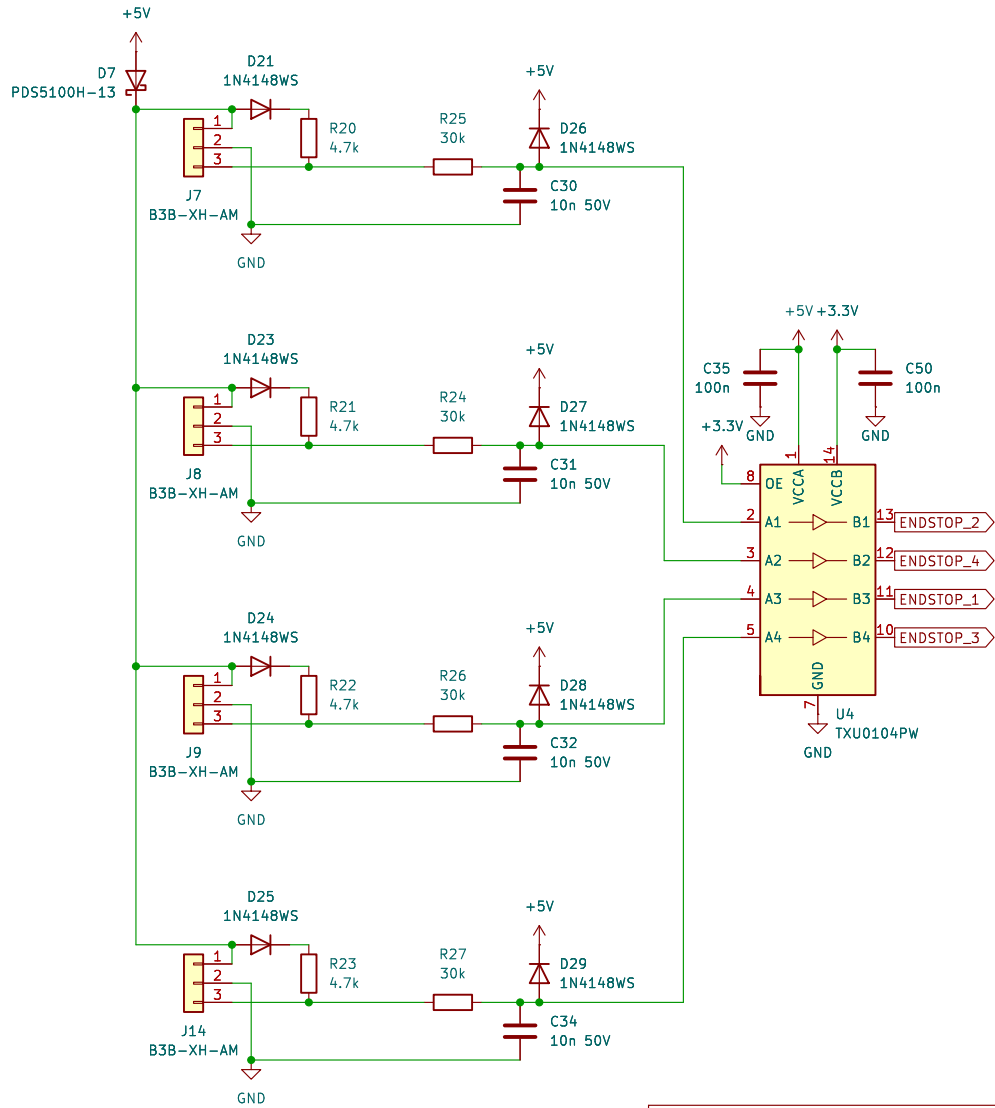 +5V
D7
PDS5100H-13
D21
1N4148WS
R20
4.7k
R25
30k
+5V
D26
1N4148WS
C30
10n 50V
1
2
3
J7
B3B-XH-AM
GND
D23
1N4148WS
R21
4.7k
R24
30k
+5V
D27
1N4148WS
C31
10n 50V
1
2
3
J8
B3B-XH-AM
GND
+5V
+3.3V
C35
100n
GND
C50
100n
GND
+3.3V
1
14
VCCA
VCCB
8
OE
2
A1
B1
13
ENDSTOP_2
3
A2
B2
12
ENDSTOP_4
4
A3
B3
11
ENDSTOP_1
5
A4
B4
10
ENDSTOP_3
GND
7
U4
TXU0104PW
GND
D24
1N4148WS
R22
4.7k
R26
30k
+5V
D28
1N4148WS
C32
10n 50V
1
2
3
J9
B3B-XH-AM
GND
D25
1N4148WS
R23
4.7k
R27
30k
+5V
D29
1N4148WS
C34
10n 50V
1
2
3
J14
B3B-XH-AM
GND